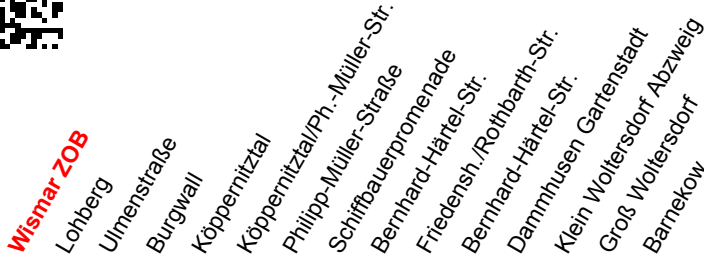 Wismar ZOB
Lohberg
Ulmenstraße
Burgwall
Köppernitztal
Köppernitztal/Ph.-Müller-Str.
Philipp-Müller-Straße
Schiffbauerpromenade
Bernhard-Härtel-Str.
Friedensh./Rothbarth-Str.
Bernhard-Härtel-Str.
Dammhusen Gartenstadt
Klein Woltersdorf Abzweig
Groß Woltersdorf
Barnekow